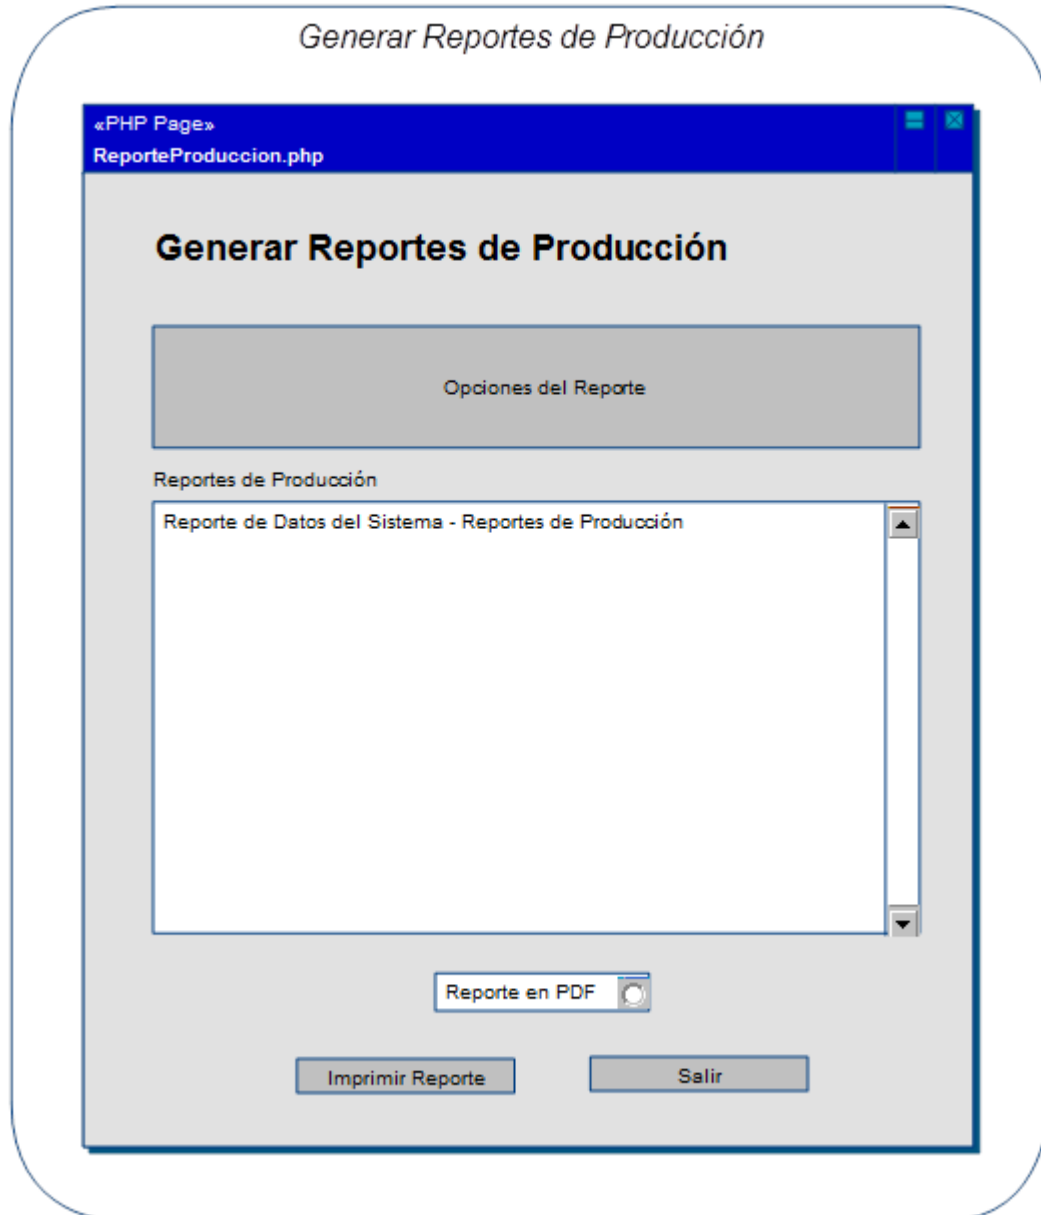 Generar Reportes de Producción
«PHP Page»
ReporteProduccion.php
Generar Reportes de Producción
Opciones del Reporte
Reportes de Producción
Reporte de Datos del Sistema - Reportes de Producción
Reporte en PDF
Imprimir Reporte
Salir